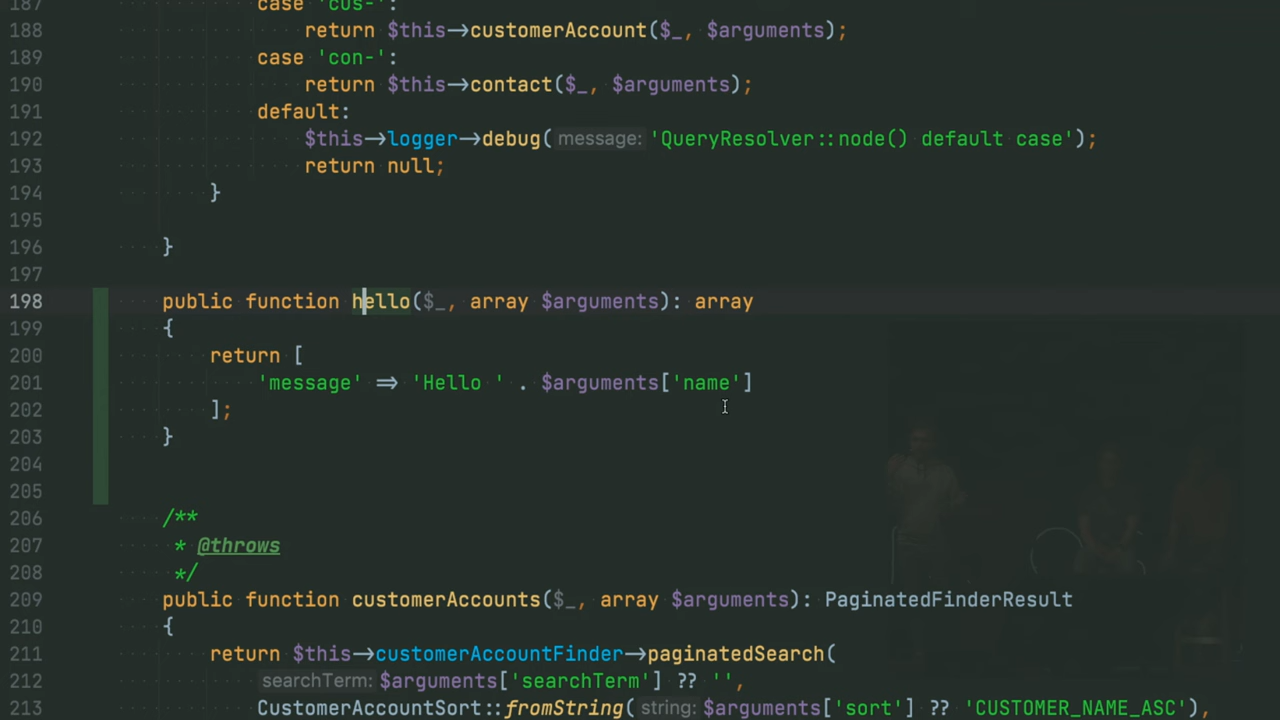 187 case 'cus-':
188 return $this->customerAccount($_, $arguments);
189 case 'con-':
190 return $this->contact($_, $arguments);
191 default:
192 $this->logger->debug( message: 'QueryResolver::node() default case');
193 return null;
194 }
195
196 }
197
198 public function hello($_, array $arguments): array
199 {
200 return [
201 'message' => 'Hello ' . $arguments['name']
202 ];
203 }
204
205
206 /**
207 * @throws
208 */
209 public function customerAccounts($_, array $arguments): PaginatedFinderResult
210 {
211 return $this->customerAccountFinder->paginatedSearch(
212 searchTerm: $arguments['searchTerm'] ?? '',
213 CustomerAccountSort::fromString( string: $arguments['sort'] ?? 'CUSTOMER_NAME_ASC'),